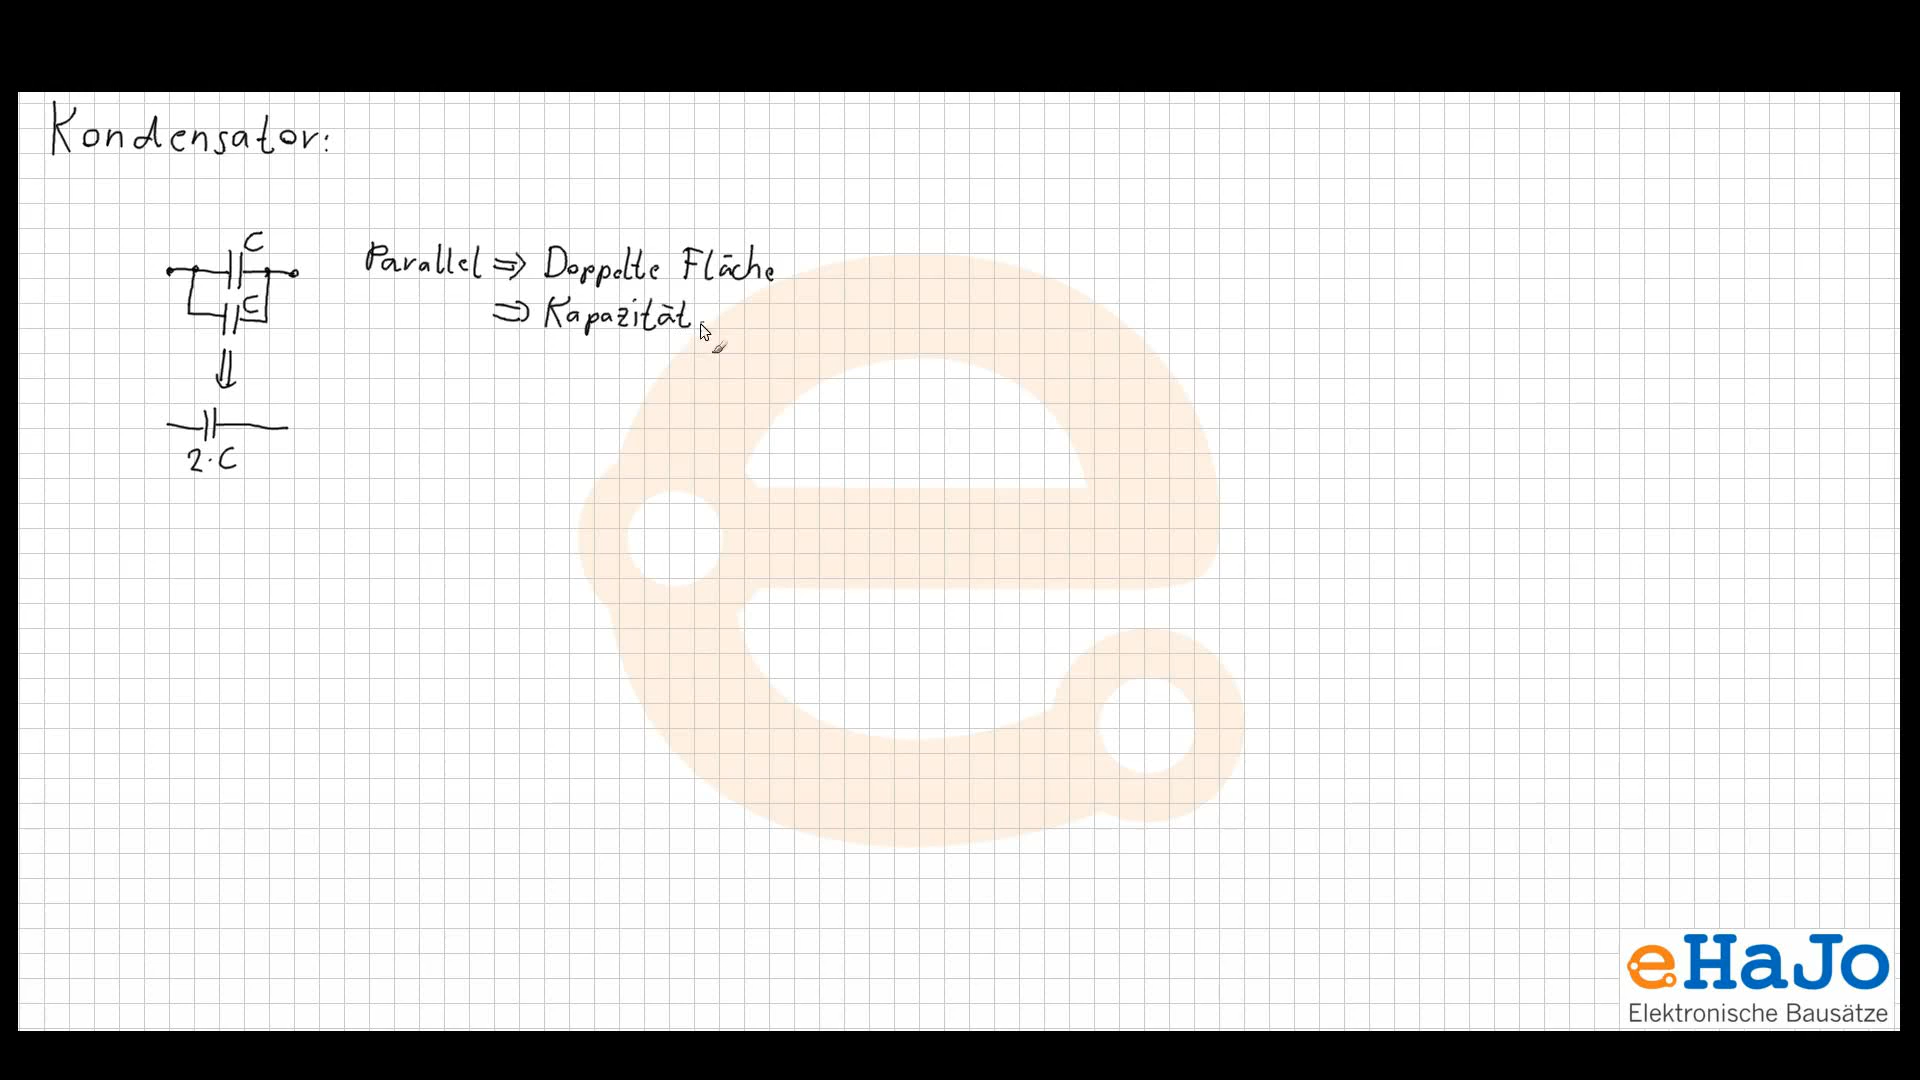 Kondensator:
C
Parallel ⇒ Doppelte Fläche
C
⇒ Kapazität
2·C
eHaJo
Elektronische Bausätze